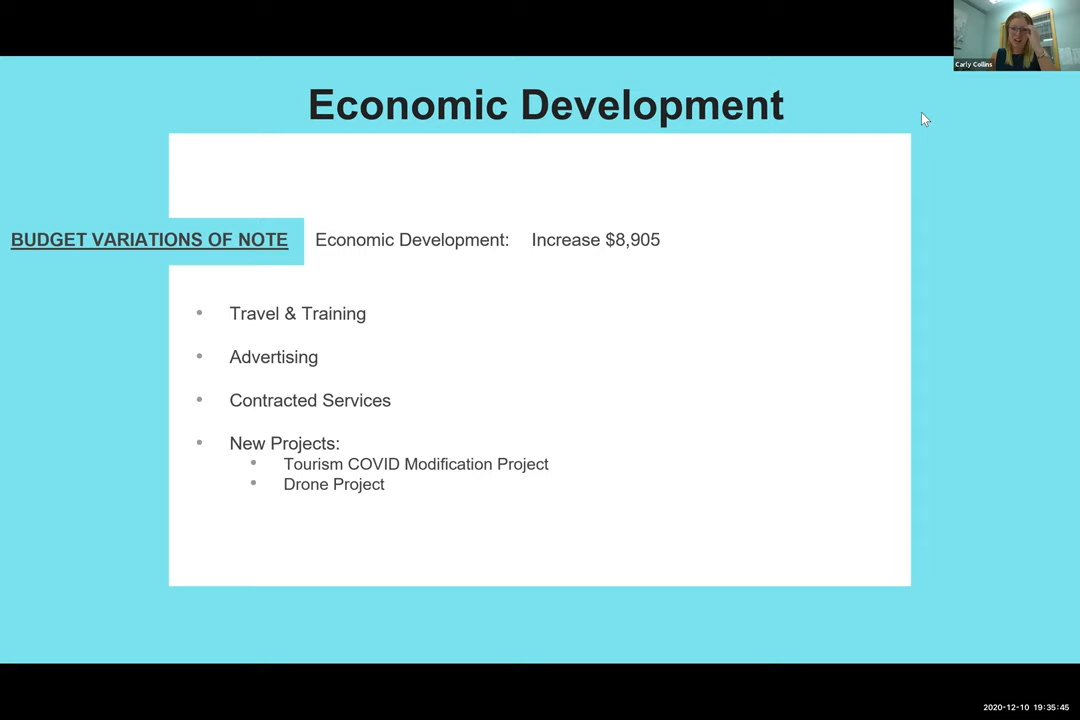 Carly Collins
Economic Development
BUDGET VARIATIONS OF NOTE Economic Development: Increase $8,905
• Travel & Training
• Advertising
• Contracted Services
• New Projects:
• Tourism COVID Modification Project
• Drone Project
2020-12-10 19:35:45